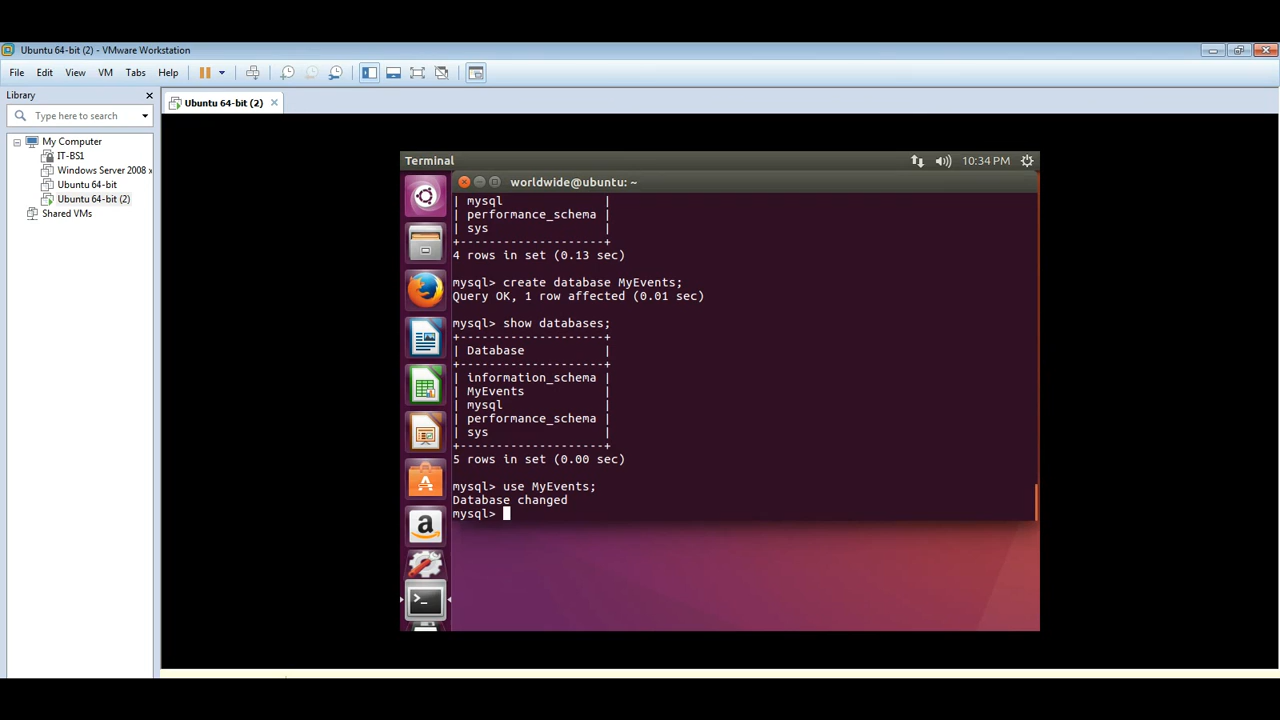 Ubuntu 64-bit (2) - VMware Workstation
File Edit View VM Tabs Help
Library
Type here to search
My Computer
IT-BS1
Windows Server 2008 x
Ubuntu 64-bit
Ubuntu 64-bit (2)
Shared VMs
Ubuntu 64-bit (2)
Terminal 10:34 PM
worldwide@ubuntu: ~
| mysql              |
| performance_schema |
| sys                |
+--------------------+
4 rows in set (0.13 sec)
mysql> create database MyEvents;
Query OK, 1 row affected (0.01 sec)
mysql> show databases;
+--------------------+
| Database           |
+--------------------+
| information_schema |
| MyEvents           |
| mysql              |
| performance_schema |
| sys                |
+--------------------+
5 rows in set (0.00 sec)
mysql> use MyEvents;
Database changed
mysql>